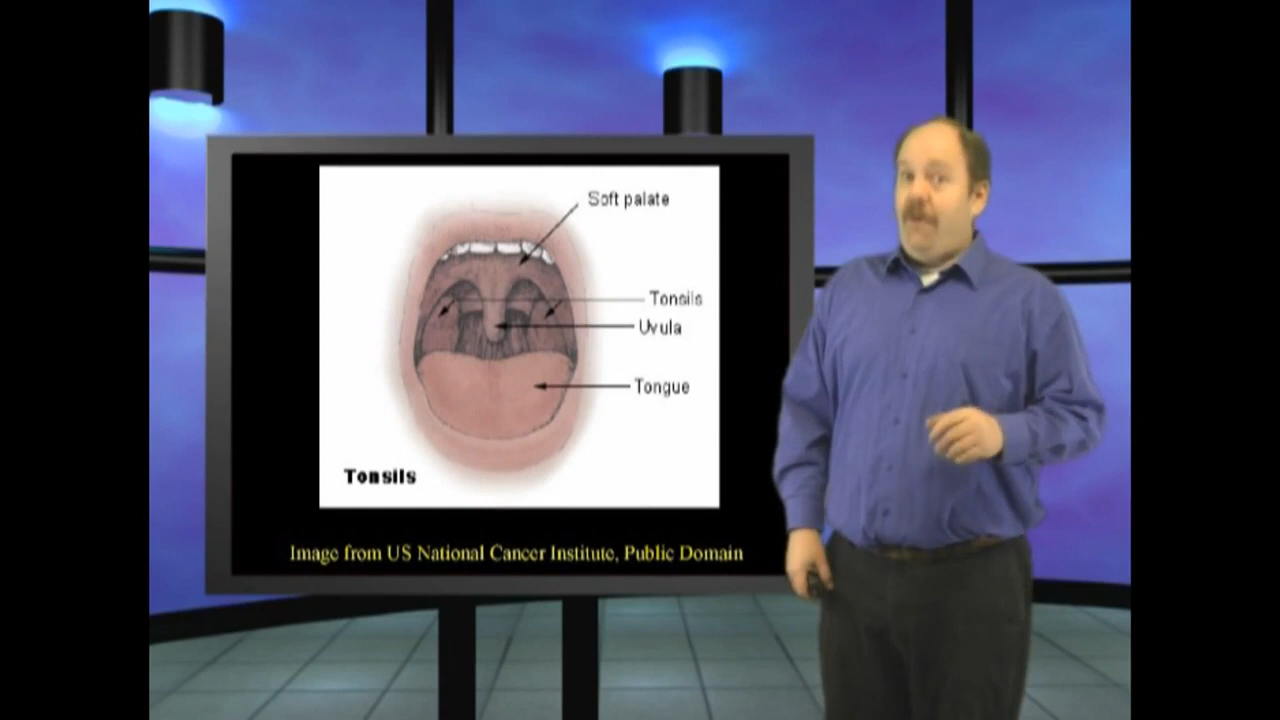 Soft palate
Tonsils
Uvula
Tongue
Tonsils
Image from US National Cancer Institute, Public Domain